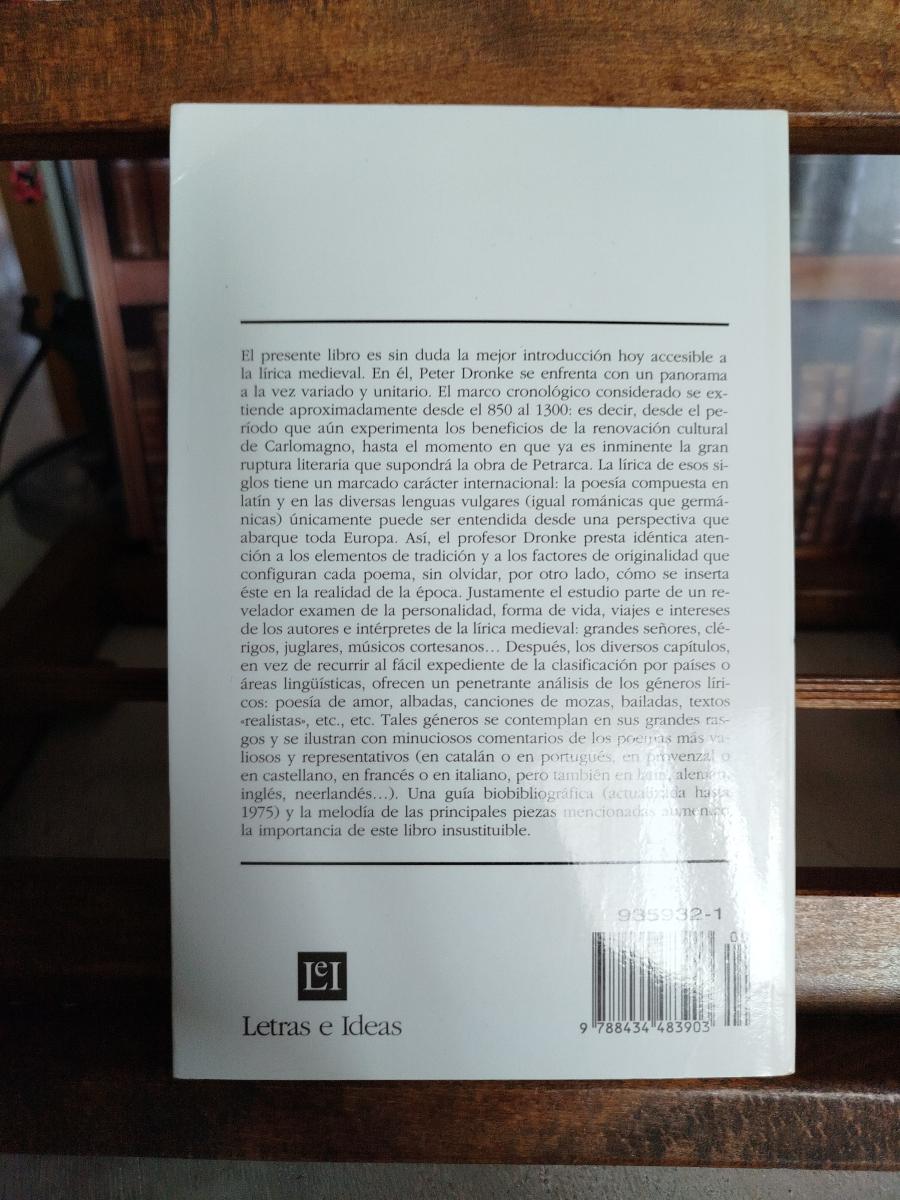 El presente libro es sin duda la mejor introducción hoy accesible a
la lírica medieval. En él, Peter Dronke se enfrenta con un panorama
a la vez variado y unitario. El marco cronológico considerado se ex-
tiende aproximadamente desde el 850 al 1300: es decir, desde el pe-
ríodo que aún experimenta los beneficios de la renovación cultural
de Carlomagno, hasta el momento en que ya es inminente la gran
ruptura literaria que supondrá la obra de Petrarca. La lírica de esos si-
glos tiene un marcado carácter internacional: la poesía compuesta en
latín y en las diversas lenguas vulgares (igual románicas que germá-
nicas) únicamente puede ser entendida desde una perspectiva que
abarque toda Europa. Así, el profesor Dronke presta idéntica aten-
ción a los elementos de tradición y a los factores de originalidad que
configuran cada poema, sin olvidar, por otro lado, cómo se inserta
éste en la realidad de la época. Justamente el estudio parte de un re-
velador examen de la personalidad, forma de vida, viajes e intereses
de los autores e intérpretes de la lírica medieval: grandes señores, clé-
rigos, juglares, músicos cortesanos... Después, los diversos capítulos,
en vez de recurrir al fácil expediente de la clasificación por países o
áreas lingüísticas, ofrecen un penetrante análisis de los géneros líri-
cos: poesía de amor, albadas, canciones de mozas, bailadas, textos
«realistas», etc., etc. Tales géneros se contemplan en sus grandes ras-
gos y se ilustran con minuciosos comentarios de los poemas más va-
liosos y representativos (en catalán o en portugués, en provenzal o
en castellano, en francés o en italiano, pero también en latín, alemán,
inglés, neerlandés...). Una guía biobibliográfica (actualizada hasta
1975) y la melodía de las principales piezas mencionadas aumentan
la importancia de este libro insustituible.
935932-1
LeI
Letras e Ideas
9 788434 483903